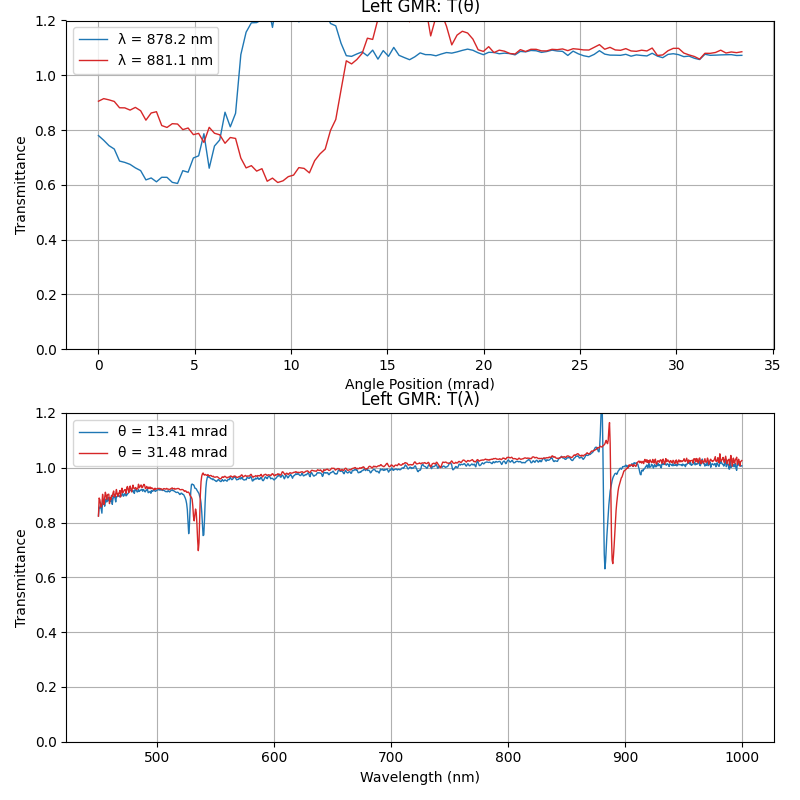 Left GMR: T(θ)
1.2
1.0
0.8
0.6
0.4
0.2
0.0
Transmittance
λ = 878.2 nm
λ = 881.1 nm
0 5 10 15 20 25 30 35
Angle Position (mrad)
Left GMR: T(λ)
1.2
1.0
0.8
0.6
0.4
0.2
0.0
Transmittance
θ = 13.41 mrad
θ = 31.48 mrad
500 600 700 800 900 1000
Wavelength (nm)